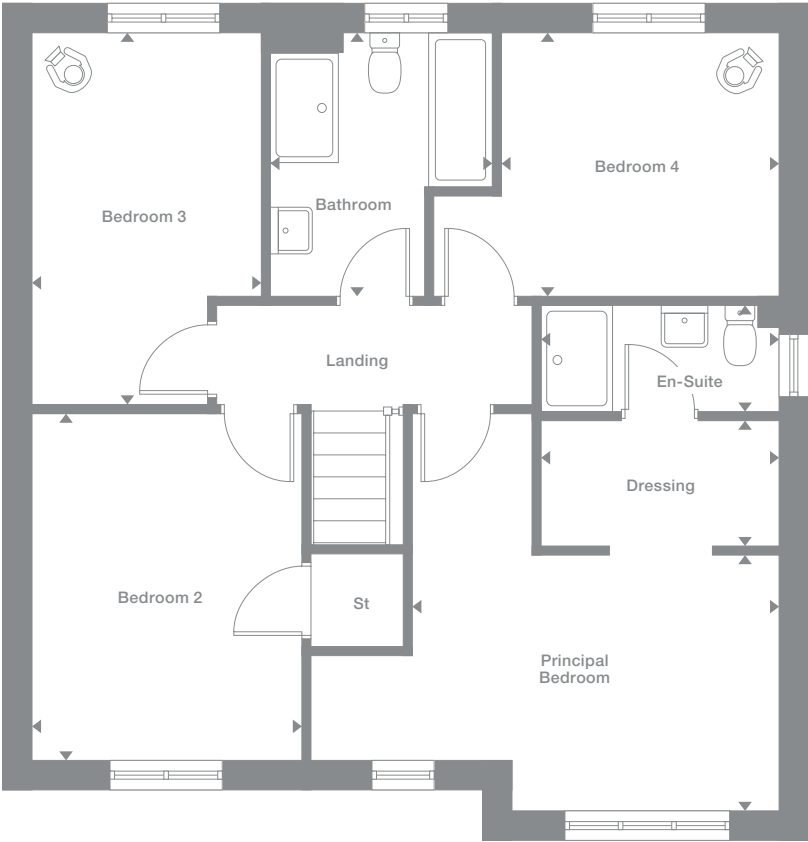 Bedroom 3
Bathroom
Bedroom 4
Landing
En-Suite
Dressing
Bedroom 2
St
Principal
Bedroom